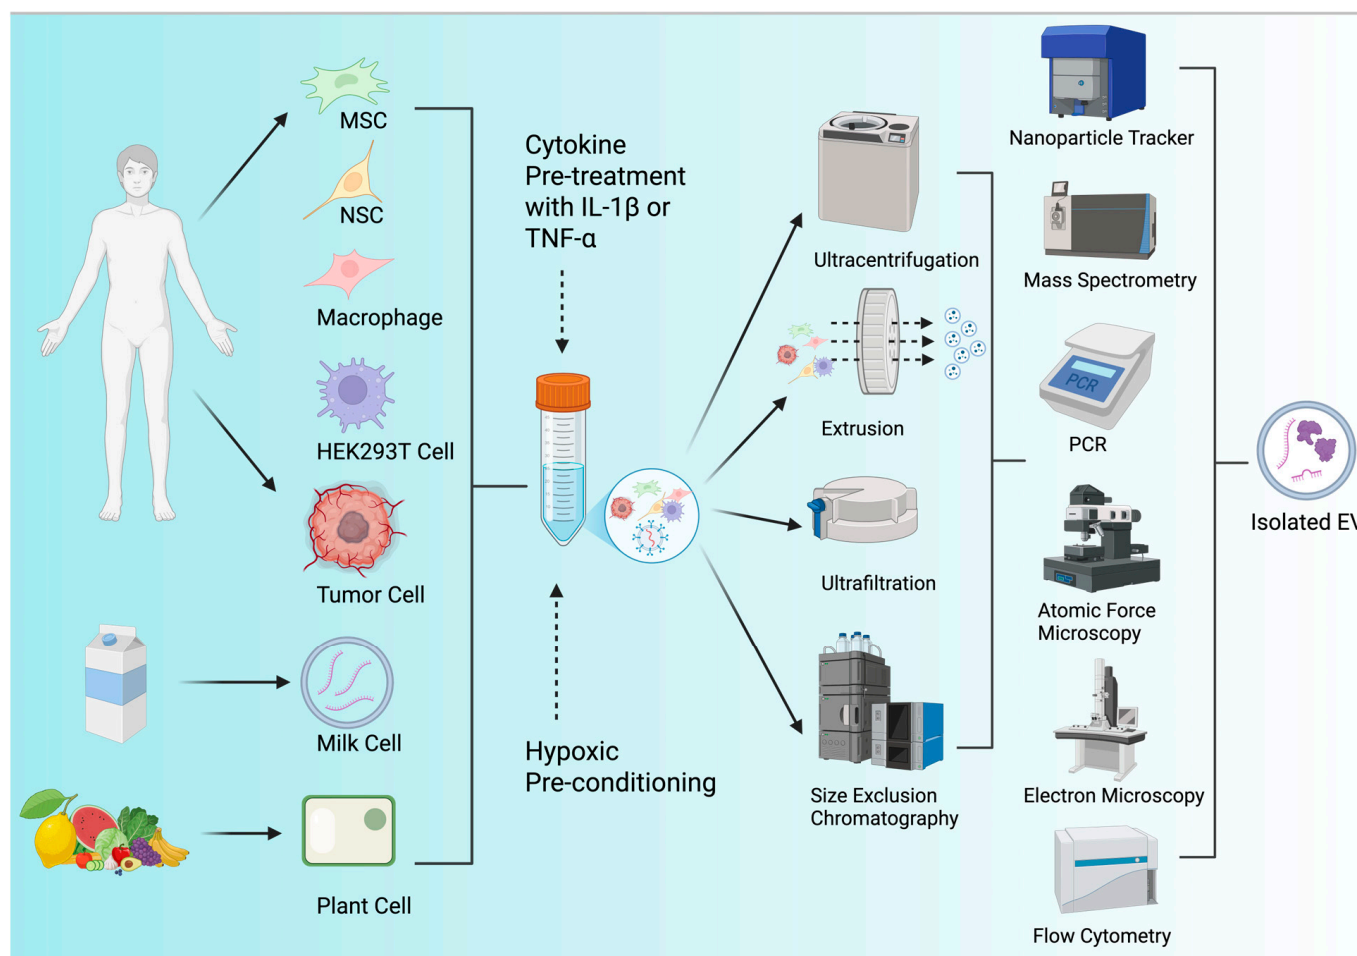 MSC
NSC
Macrophage
HEK293T Cell
Tumor Cell
Milk Cell
Plant Cell
Cytokine
Pre-treatment
with IL-1β or
TNF-α
Hypoxic
Pre-conditioning
Ultracentrifugation
Extrusion
Ultrafiltration
Size Exclusion
Chromatography
Nanoparticle Tracker
Mass Spectrometry
PCR
PCR
Atomic Force
Microscopy
Electron Microscopy
Flow Cytometry
Isolated EV